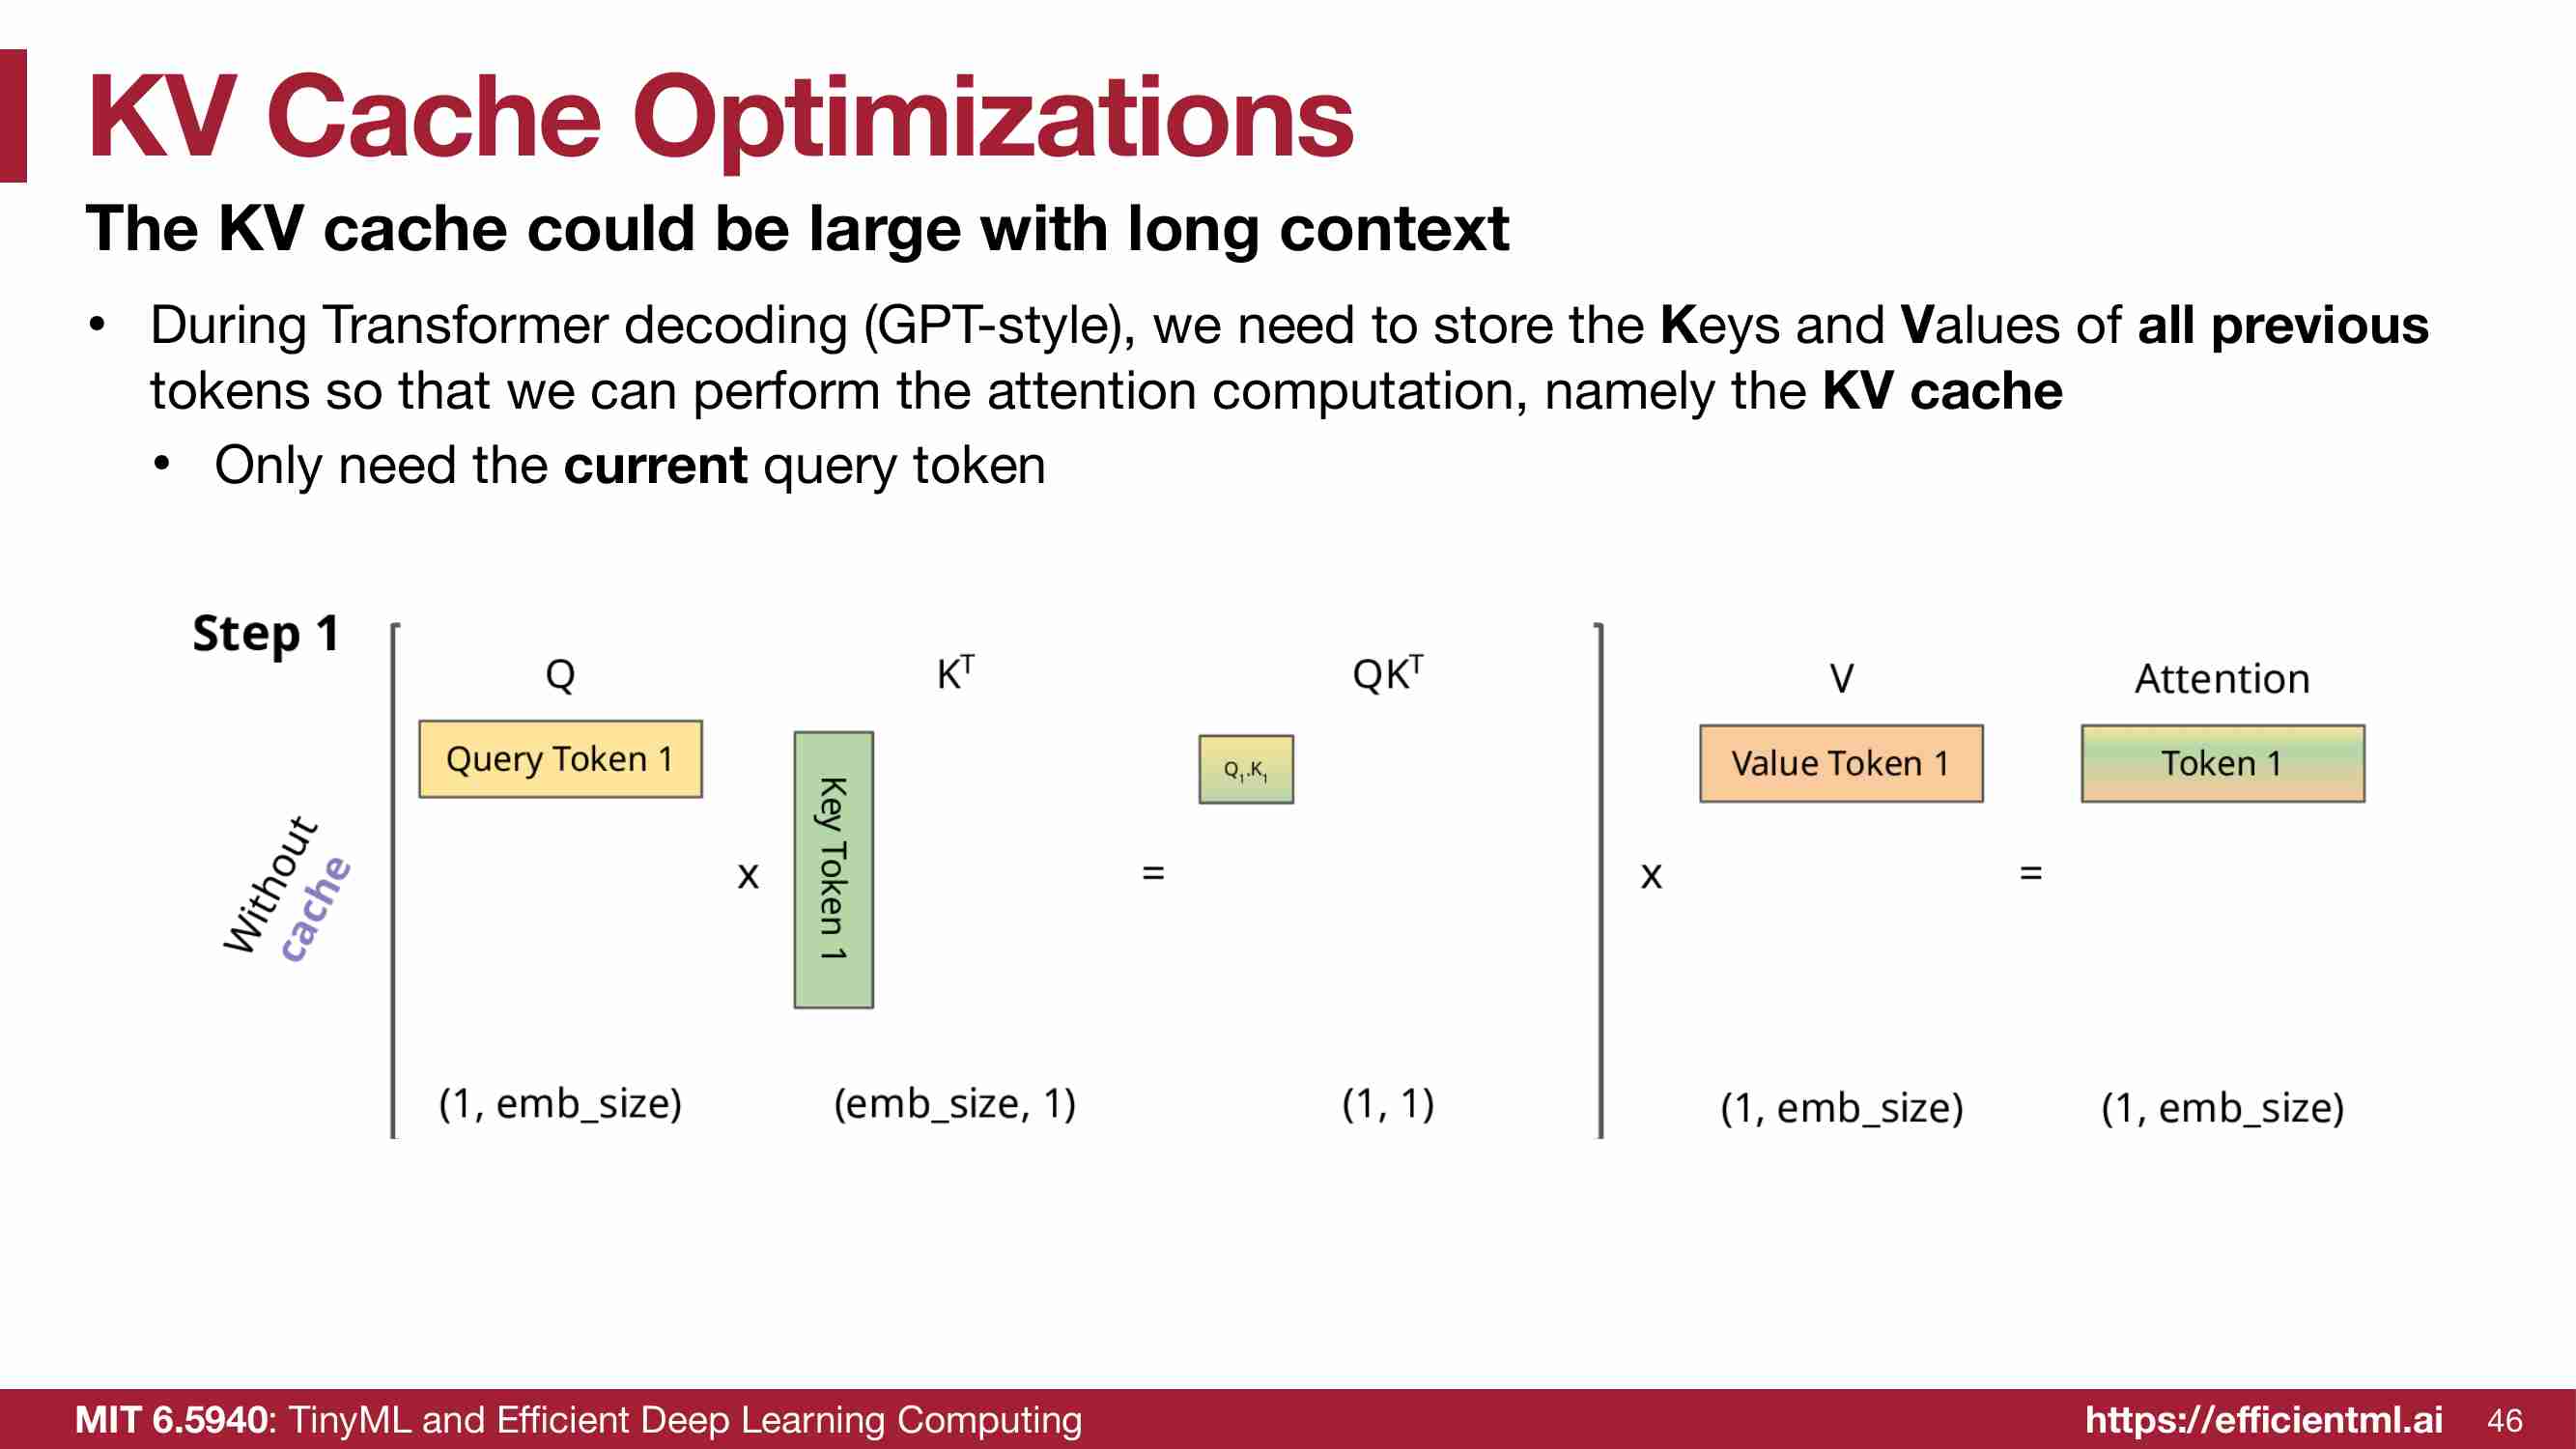 KV Cache Optimizations
The KV cache could be large with long context
• During Transformer decoding (GPT-style), we need to store the Keys and Values of all previous
tokens so that we can perform the attention computation, namely the KV cache
• Only need the current query token
Step 1
Without
cache
Q
Kᵀ
QKᵀ
V
Attention
Query Token 1
x
Key Token 1
=
Q₁.K₁
x
Value Token 1
=
Token 1
(1, emb_size)
(emb_size, 1)
(1, 1)
(1, emb_size)
(1, emb_size)
MIT 6.5940: TinyML and Efficient Deep Learning Computing
https://efficientml.ai
46